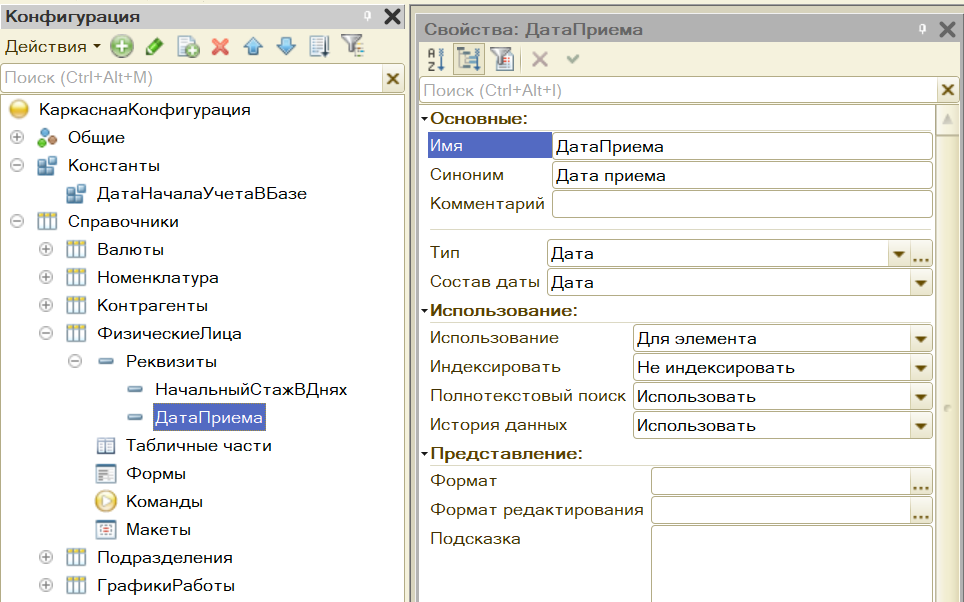 Конфигурация
Действия
Поиск (Ctrl+Alt+M)
КаркаснаяКонфигурация
Общие
Константы
ДатаНачалаУчетаВБазе
Справочники
Валюты
Номенклатура
Контрагенты
ФизическиеЛица
Реквизиты
НачальныйСтажВДнях
ДатаПриема
Табличные части
Формы
Команды
Макеты
Подразделения
ГрафикиРаботы
Свойства: ДатаПриема
Поиск (Ctrl+Alt+I)
Основные:
Имя ДатаПриема
Синоним Дата приема
Комментарий
Тип Дата ...
Состав даты Дата
Использование:
Использование Для элемента
Индексировать Не индексировать
Полнотекстовый поиск Использовать
История данных Использовать
Представление:
Формат ...
Формат редактирования ...
Подсказка